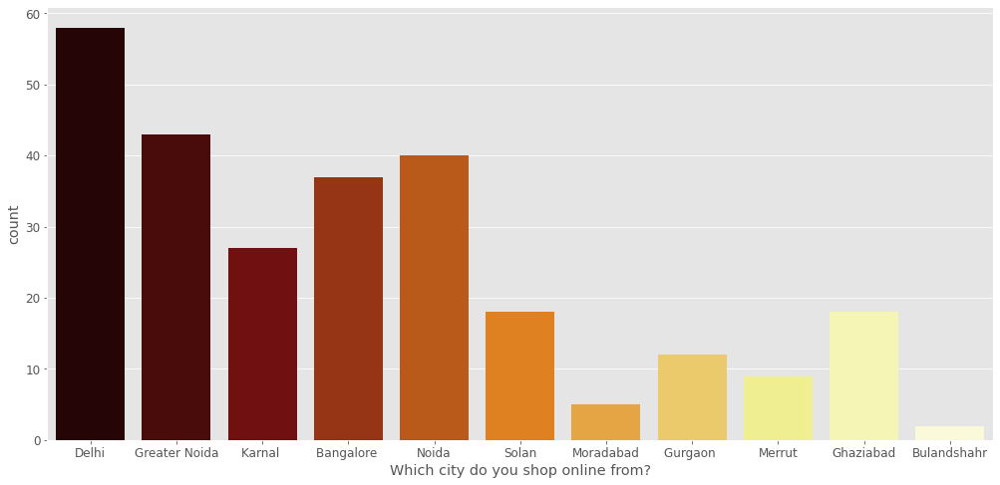 60
50
40
30
20
10
0
count
Delhi Greater Noida Karnal Bangalore Noida Solan Moradabad Gurgaon Merrut Ghaziabad Bulandshahr
Which city do you shop online from?